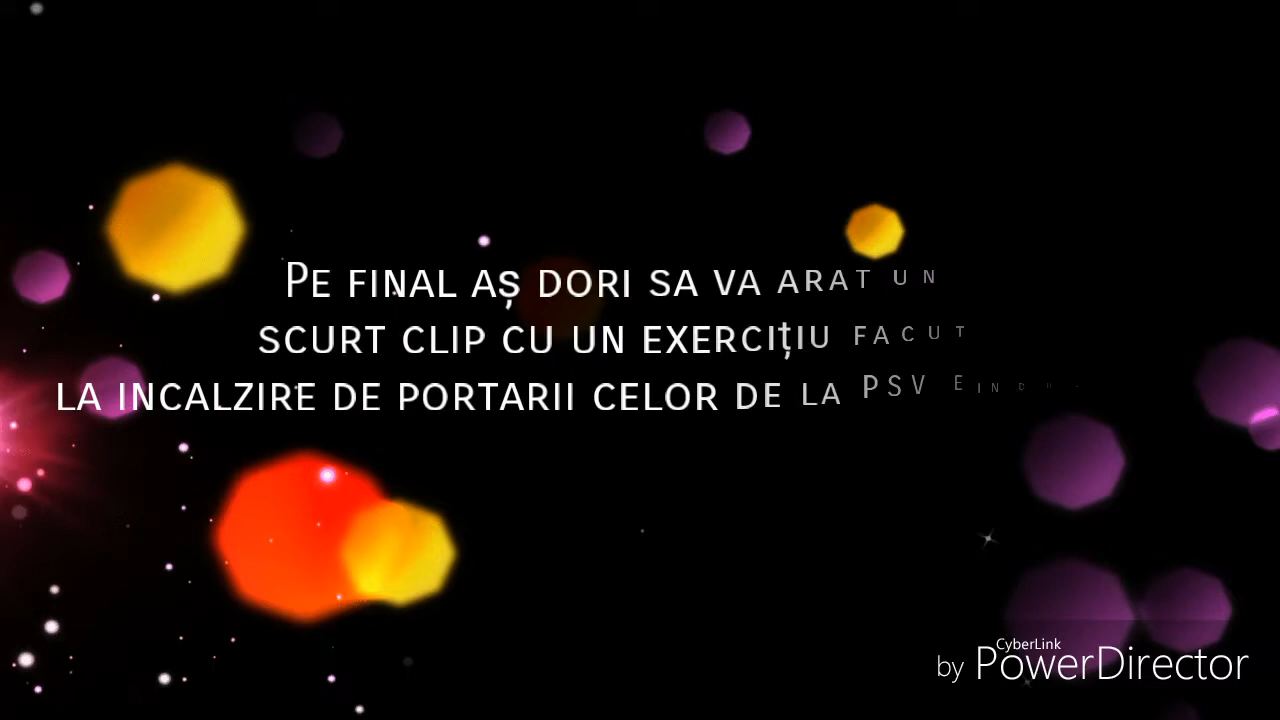 Pe final aș dori sa va arat un
scurt clip cu un exercițiu facut
la incalzire de portarii celor de la PSV
CyberLink
by PowerDirector